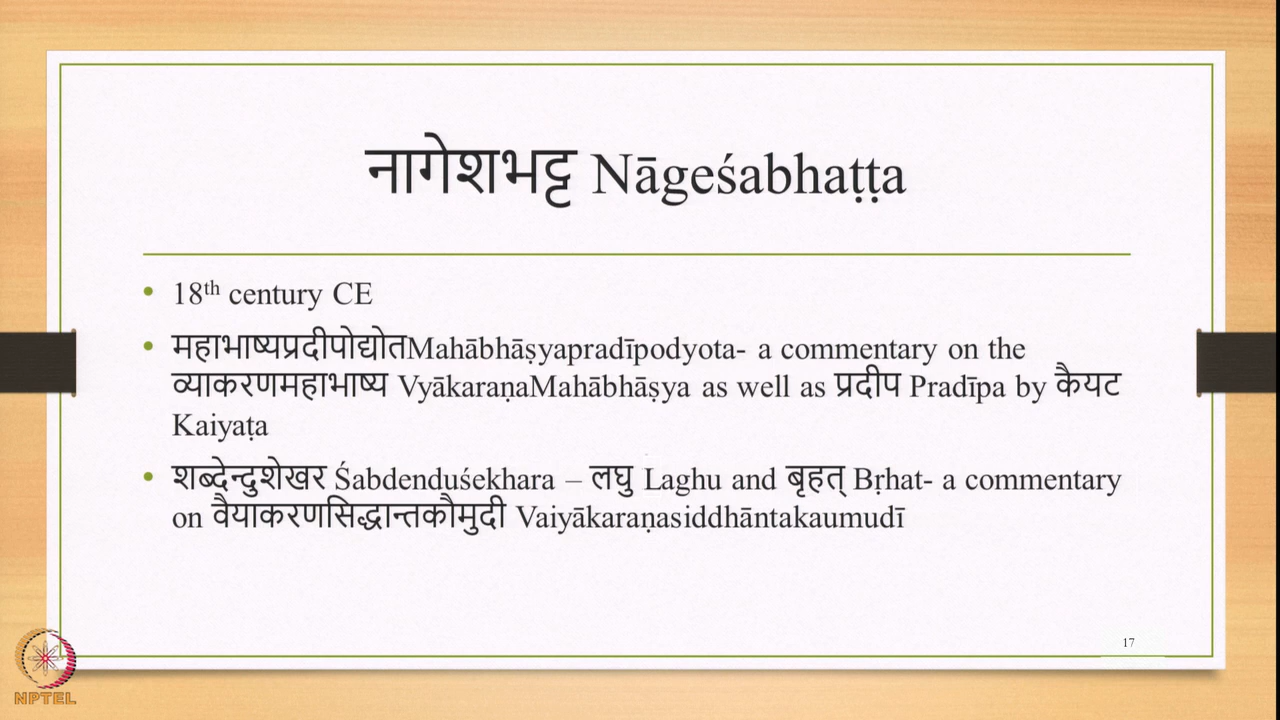 नागेशभट्ट Nāgeśabhaṭṭa
• 18th century CE
• महाभाष्यप्रदीपोद्योतMahābhāṣyapradīpodyota- a commentary on the
व्याकरणमहाभाष्य VyākaraṇaMahābhāṣya as well as प्रदीप Pradīpa by कैयट
Kaiyaṭa
• शब्देन्दुशेखर Śabdenduśekhara – लघु Laghu and बृहत् Bṛhat- a commentary
on वैयाकरणसिद्धान्तकौमुदी Vaiyākaraṇasiddhāntakaumudī
17
NPTEL